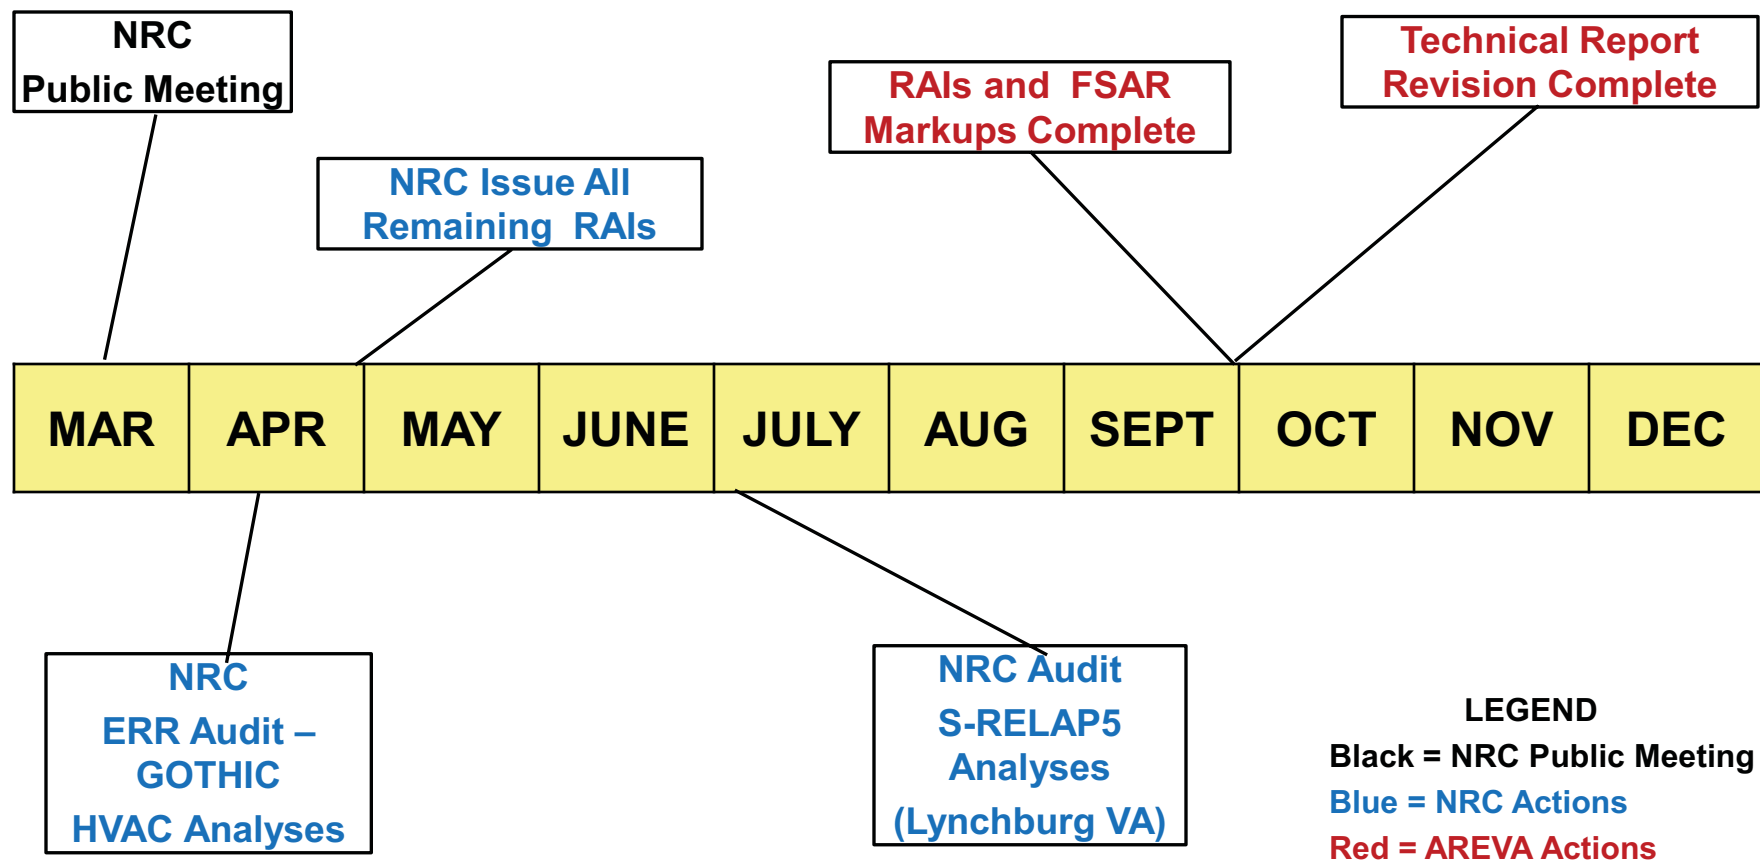 NRC
Public Meeting
NRC Issue All
Remaining RAIs
RAIs and FSAR
Markups Complete
Technical Report
Revision Complete
MAR APR MAY JUNE JULY AUG SEPT OCT NOV DEC
NRC
ERR Audit –
GOTHIC
HVAC Analyses
NRC Audit
S-RELAP5
Analyses
(Lynchburg VA)
LEGEND
Black = NRC Public Meeting
Blue = NRC Actions
Red = AREVA Actions